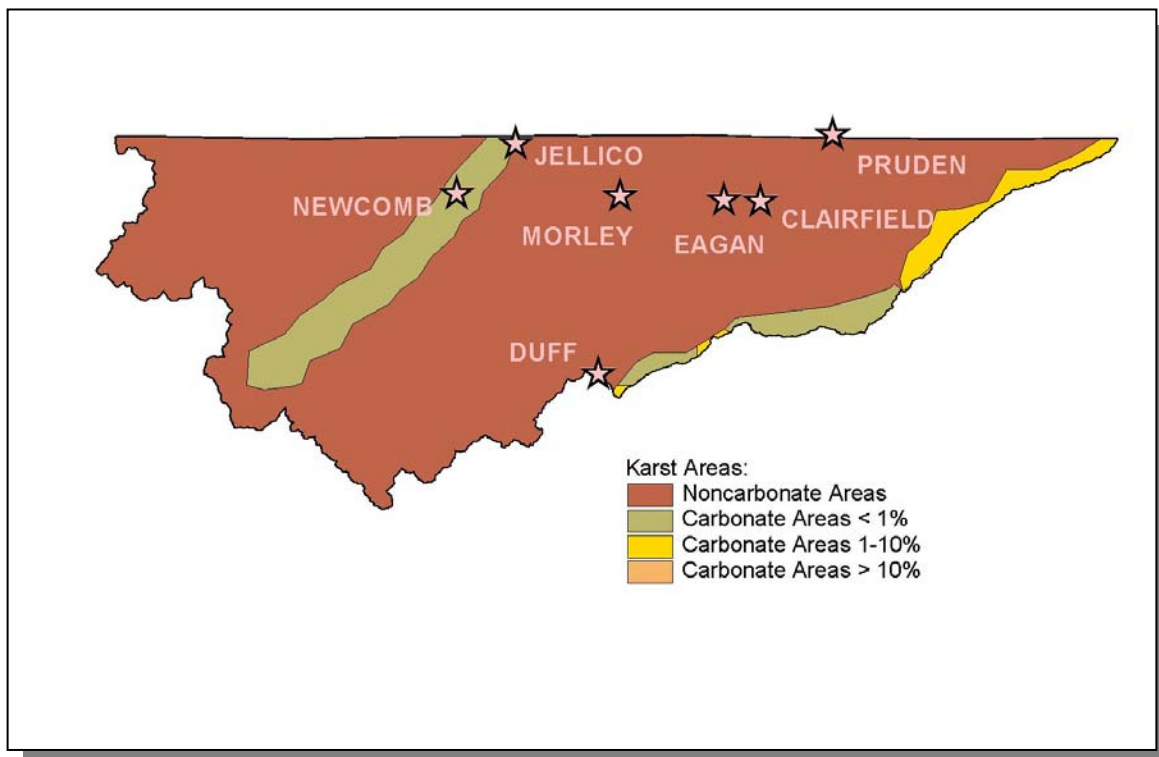 JELLICO
PRUDEN
NEWCOMB
MORLEY
EAGAN
CLAIRFIELD
DUFF
Karst Areas:
Noncarbonate Areas
Carbonate Areas < 1%
Carbonate Areas 1-10%
Carbonate Areas > 10%